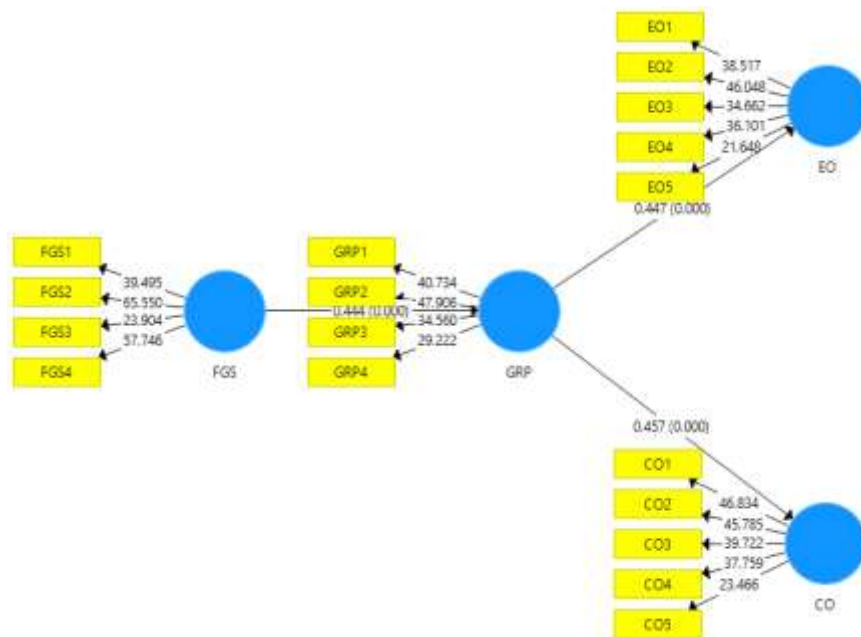 EO1
EO2
EO3
EO4
EO5
38.517
46.048
34.662
36.101
21.648
EO
0.447 (0.000)
FGS1
FGS2
FGS3
FGS4
39.495
65.550
23.904
57.746
FGS
0.444 (0.000)
GRP1
GRP2
GRP3
GRP4
40.734
47.906
34.560
29.222
GRP
0.457 (0.000)
CO1
CO2
CO3
CO4
CO5
46.834
45.785
39.722
37.759
23.466
CO